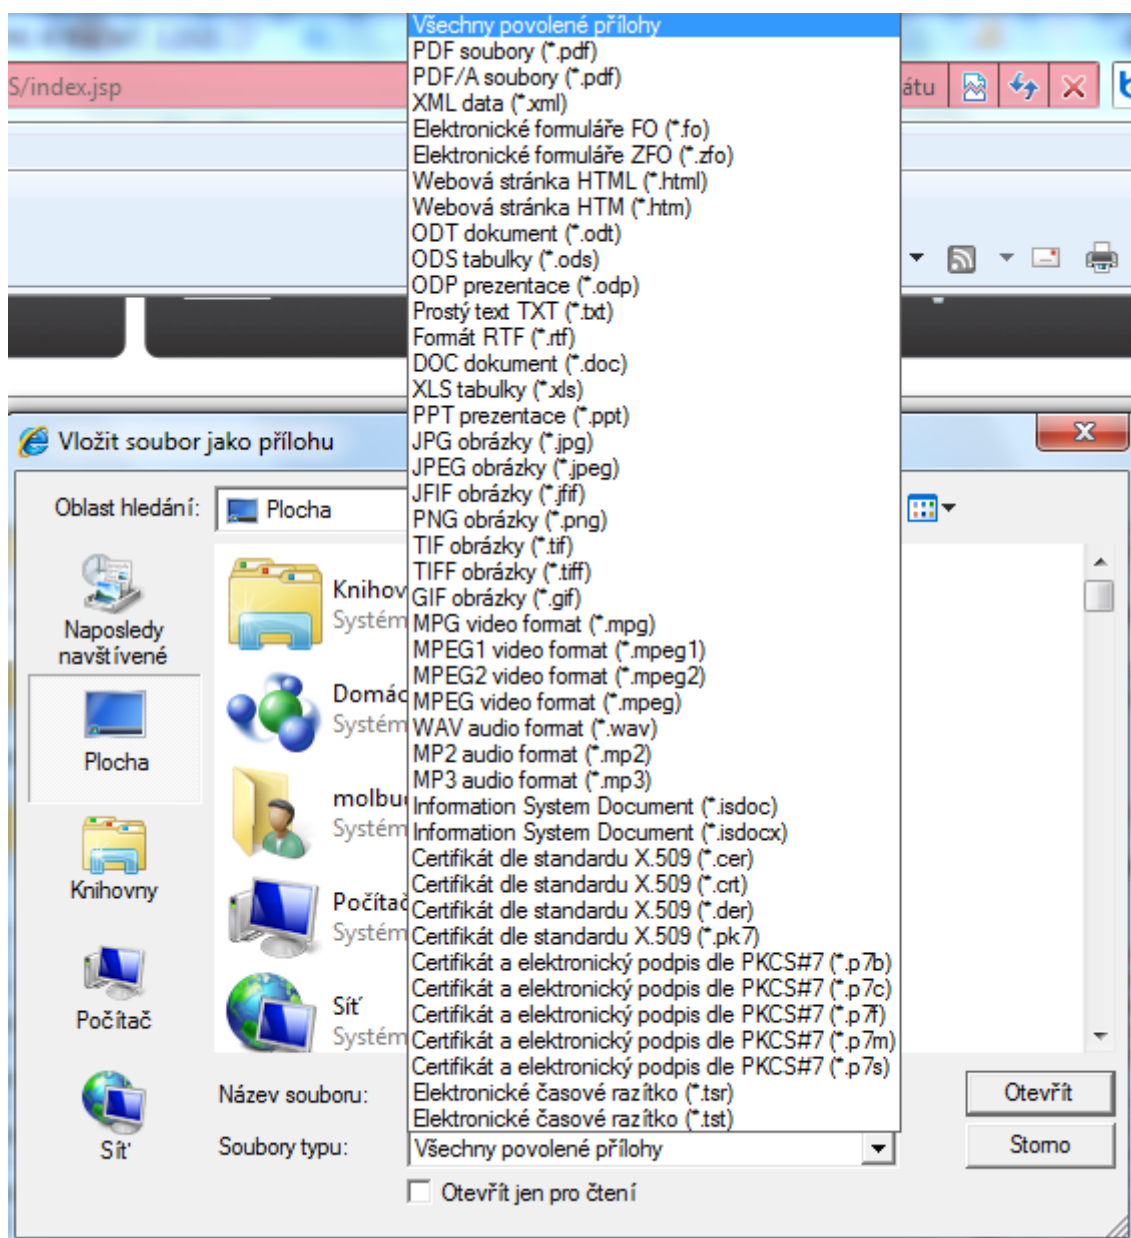 Všechny povolené přílohy
PDF soubory (*.pdf)
PDF/A soubory (*.pdf)
S/index.jsp
átu
XML data (*.xml)
Elektronické formuláře FO (*.fo)
Elektronické formuláře ZFO (*.zfo)
Webová stránka HTML (*.html)
Webová stránka HTM (*.htm)
ODT dokument (*.odt)
ODS tabulky (*.ods)
ODP prezentace (*.odp)
Prostý text TXT (*.txt)
Formát RTF (*.rtf)
DOC dokument (*.doc)
XLS tabulky (*.xls)
PPT prezentace (*.ppt)
JPG obrázky (*.jpg)
JPEG obrázky (*.jpeg)
JFIF obrázky (*.jfif)
PNG obrázky (*.png)
TIF obrázky (*.tif)
TIFF obrázky (*.tiff)
GIF obrázky (*.gif)
MPG video format (*.mpg)
MPEG1 video format (*.mpeg1)
MPEG2 video format (*.mpeg2)
MPEG video format (*.mpeg)
WAV audio format (*.wav)
MP2 audio format (*.mp2)
MP3 audio format (*.mp3)
Information System Document (*.isdoc)
Information System Document (*.isdocx)
Certifikát dle standardu X.509 (*.cer)
Certifikát dle standardu X.509 (*.crt)
Certifikát dle standardu X.509 (*.der)
Certifikát dle standardu X.509 (*.pk7)
Certifikát a elektronický podpis dle PKCS#7 (*.p7b)
Certifikát a elektronický podpis dle PKCS#7 (*.p7c)
Certifikát a elektronický podpis dle PKCS#7 (*.p7f)
Certifikát a elektronický podpis dle PKCS#7 (*.p7m)
Certifikát a elektronický podpis dle PKCS#7 (*.p7s)
Elektronické časové razítko (*.tsr)
Elektronické časové razítko (*.tst)
Vložit soubor jako přílohu
Oblast hledání:
Plocha
Naposledy
navštívené
Plocha
Knihovny
Počítač
Síť
Knihov
Systém
Domác
Systém
molbu
Systém
Počítač
Systém
Síť
Systém
Název souboru:
Otevřít
Soubory typu:
Všechny povolené přílohy
Storno
Otevřít jen pro čtení